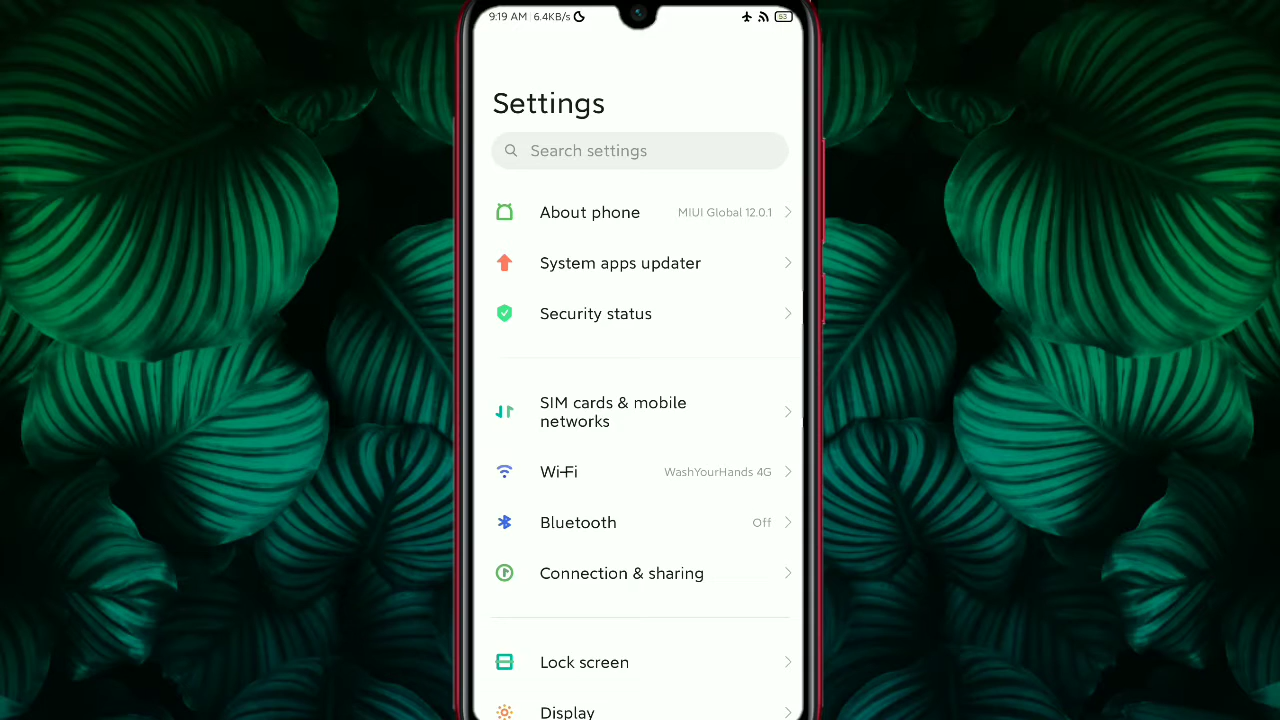 9:19 AM 6.4KB/s 53
Settings
Search settings
About phone MIUI Global 12.0.1
System apps updater
Security status
SIM cards & mobile
networks
Wi-Fi WashYourHands 4G
Bluetooth Off
Connection & sharing
Lock screen
Display